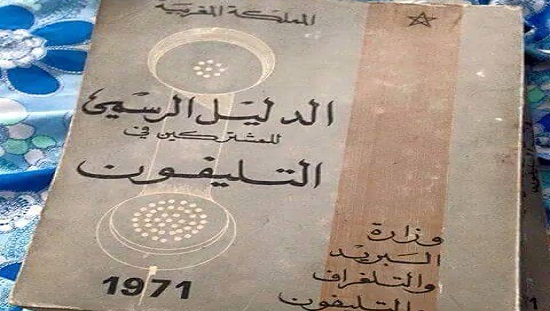 المملكة المغربية
الدليل الرسمي
للمشتركين في
التليفون
وزارة
البريد
والتلغراف
والتليفون
1971